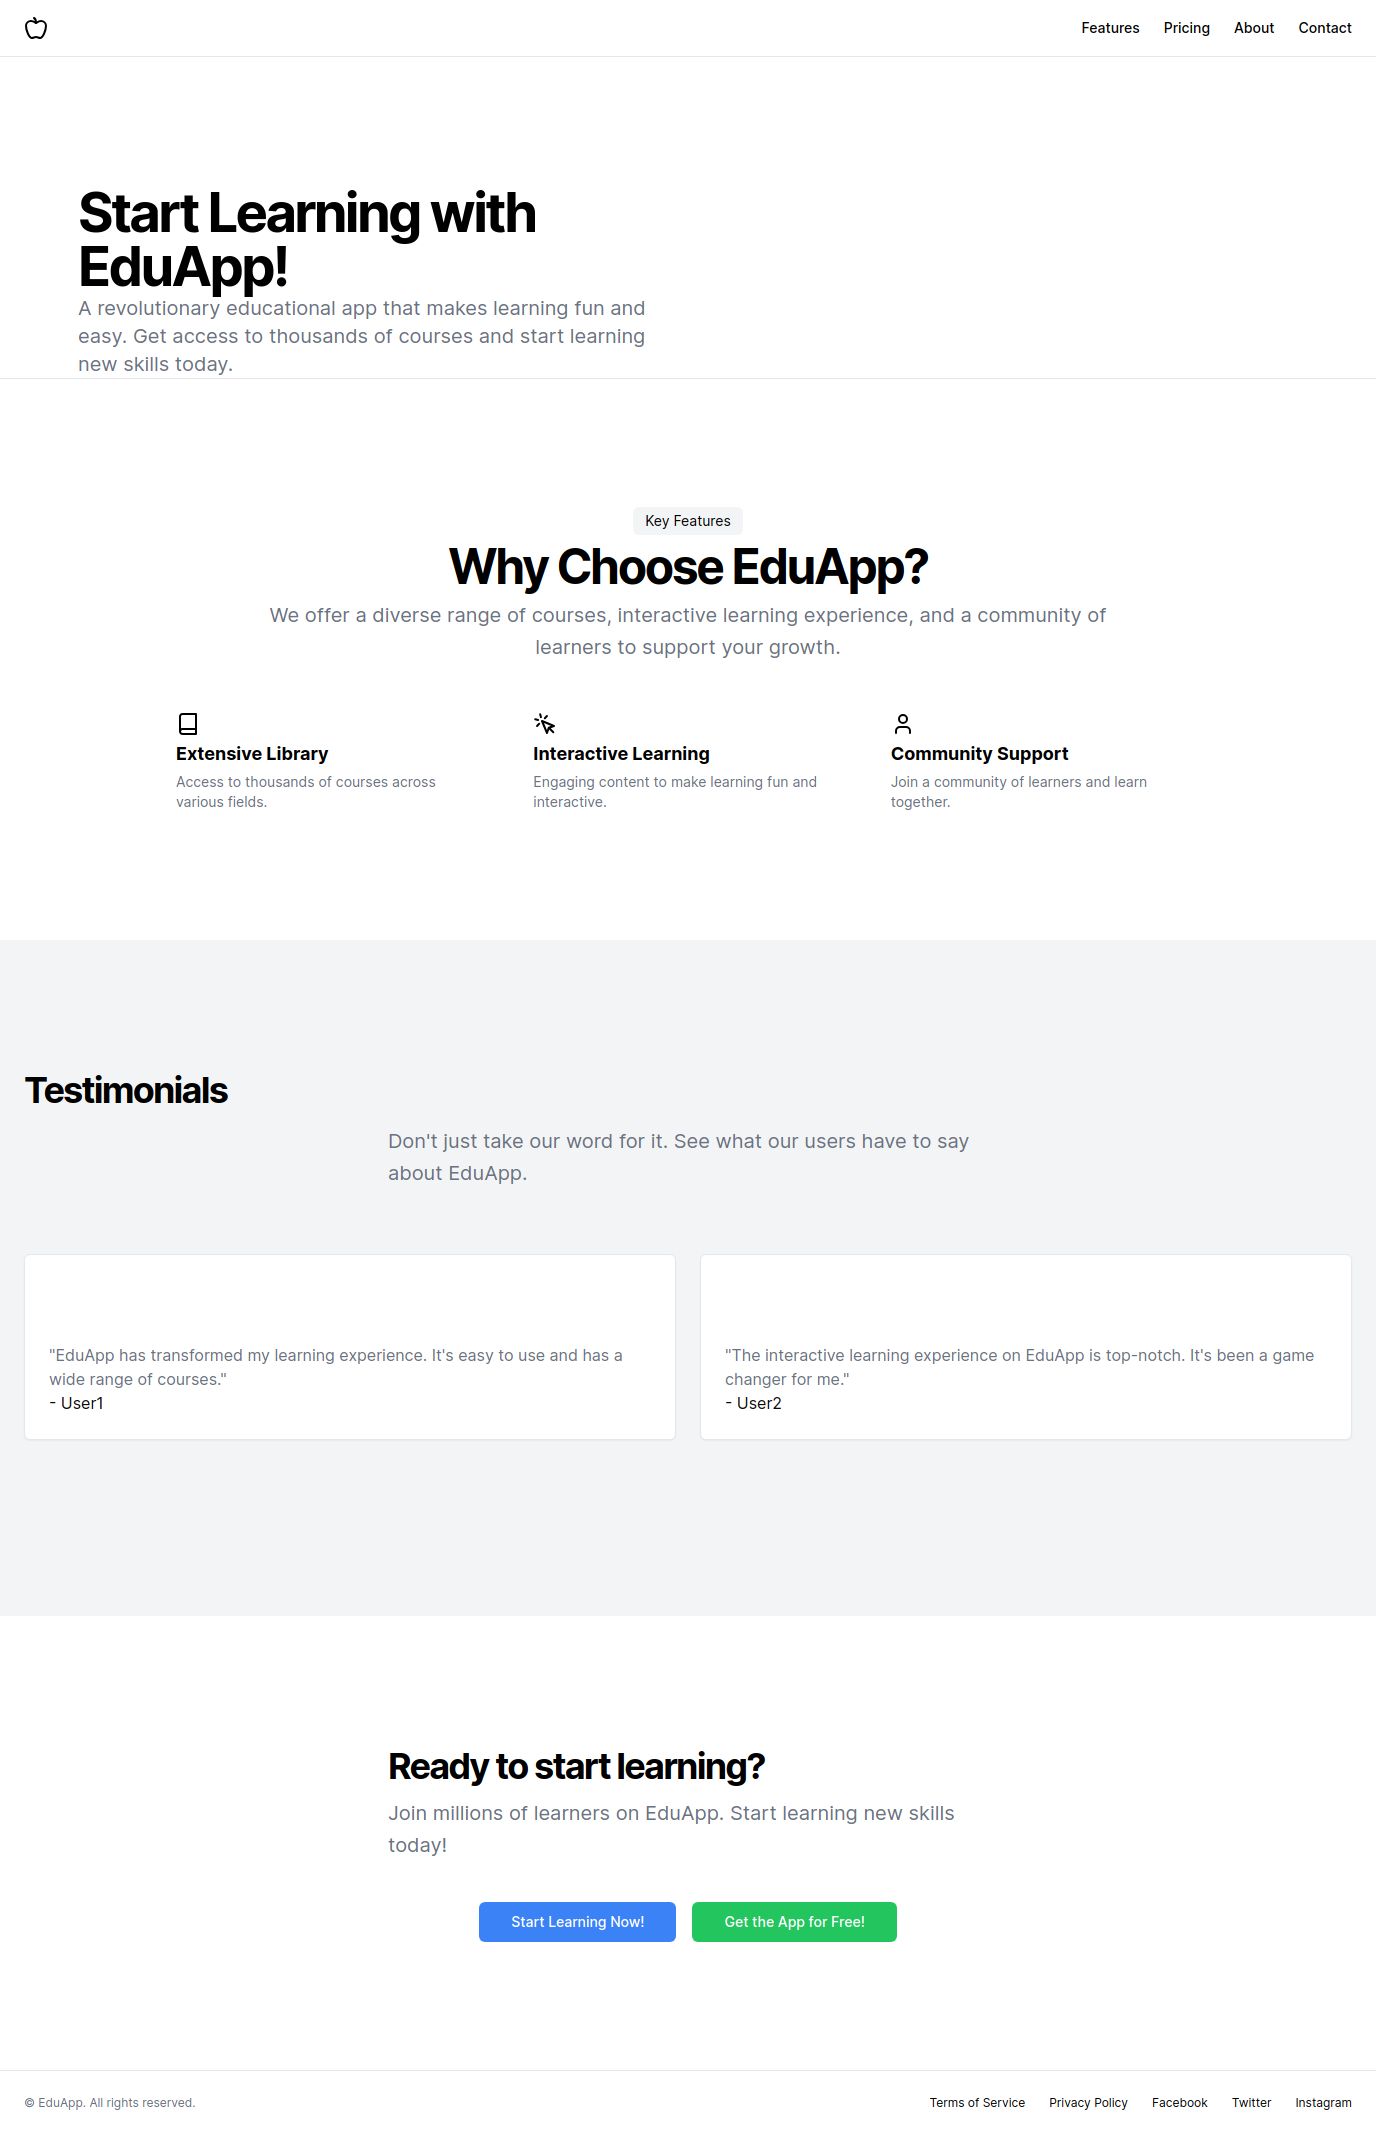 Features Pricing About Contact
Start Learning with
EduApp!
A revolutionary educational app that makes learning fun and
easy. Get access to thousands of courses and start learning
new skills today.
Key Features
Why Choose EduApp?
We offer a diverse range of courses, interactive learning experience, and a community of
learners to support your growth.
Extensive Library
Access to thousands of courses across
various fields.
Interactive Learning
Engaging content to make learning fun and
interactive.
Community Support
Join a community of learners and learn
together.
Testimonials
Don't just take our word for it. See what our users have to say
about EduApp.
"EduApp has transformed my learning experience. It's easy to use and has a
wide range of courses."
- User1
"The interactive learning experience on EduApp is top-notch. It's been a game
changer for me."
- User2
Ready to start learning?
Join millions of learners on EduApp. Start learning new skills
today!
Start Learning Now! Get the App for Free!
© EduApp. All rights reserved. Terms of Service Privacy Policy Facebook Twitter Instagram